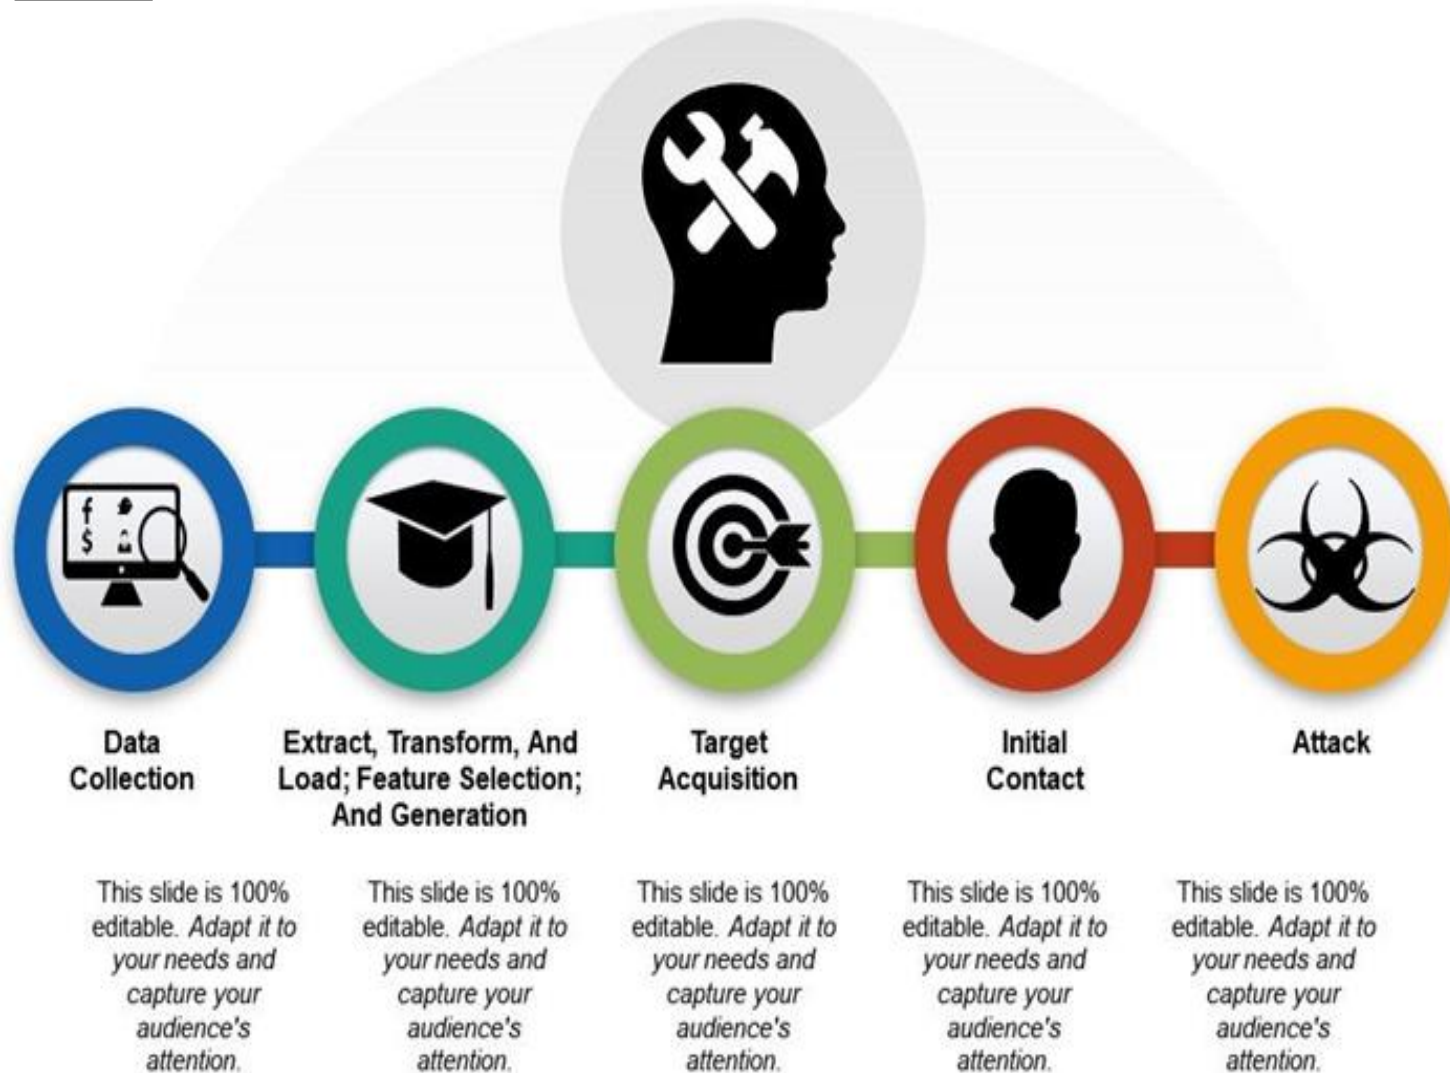 Data
Collection
Extract, Transform, And
Load; Feature Selection;
And Generation
Target
Acquisition
Initial
Contact
Attack
This slide is 100%
editable. Adapt it to
your needs and
capture your
audience's
attention.
This slide is 100%
editable. Adapt it to
your needs and
capture your
audience's
attention.
This slide is 100%
editable. Adapt it to
your needs and
capture your
audience's
attention.
This slide is 100%
editable. Adapt it to
your needs and
capture your
audience's
attention.
This slide is 100%
editable. Adapt it to
your needs and
capture your
audience's
attention.